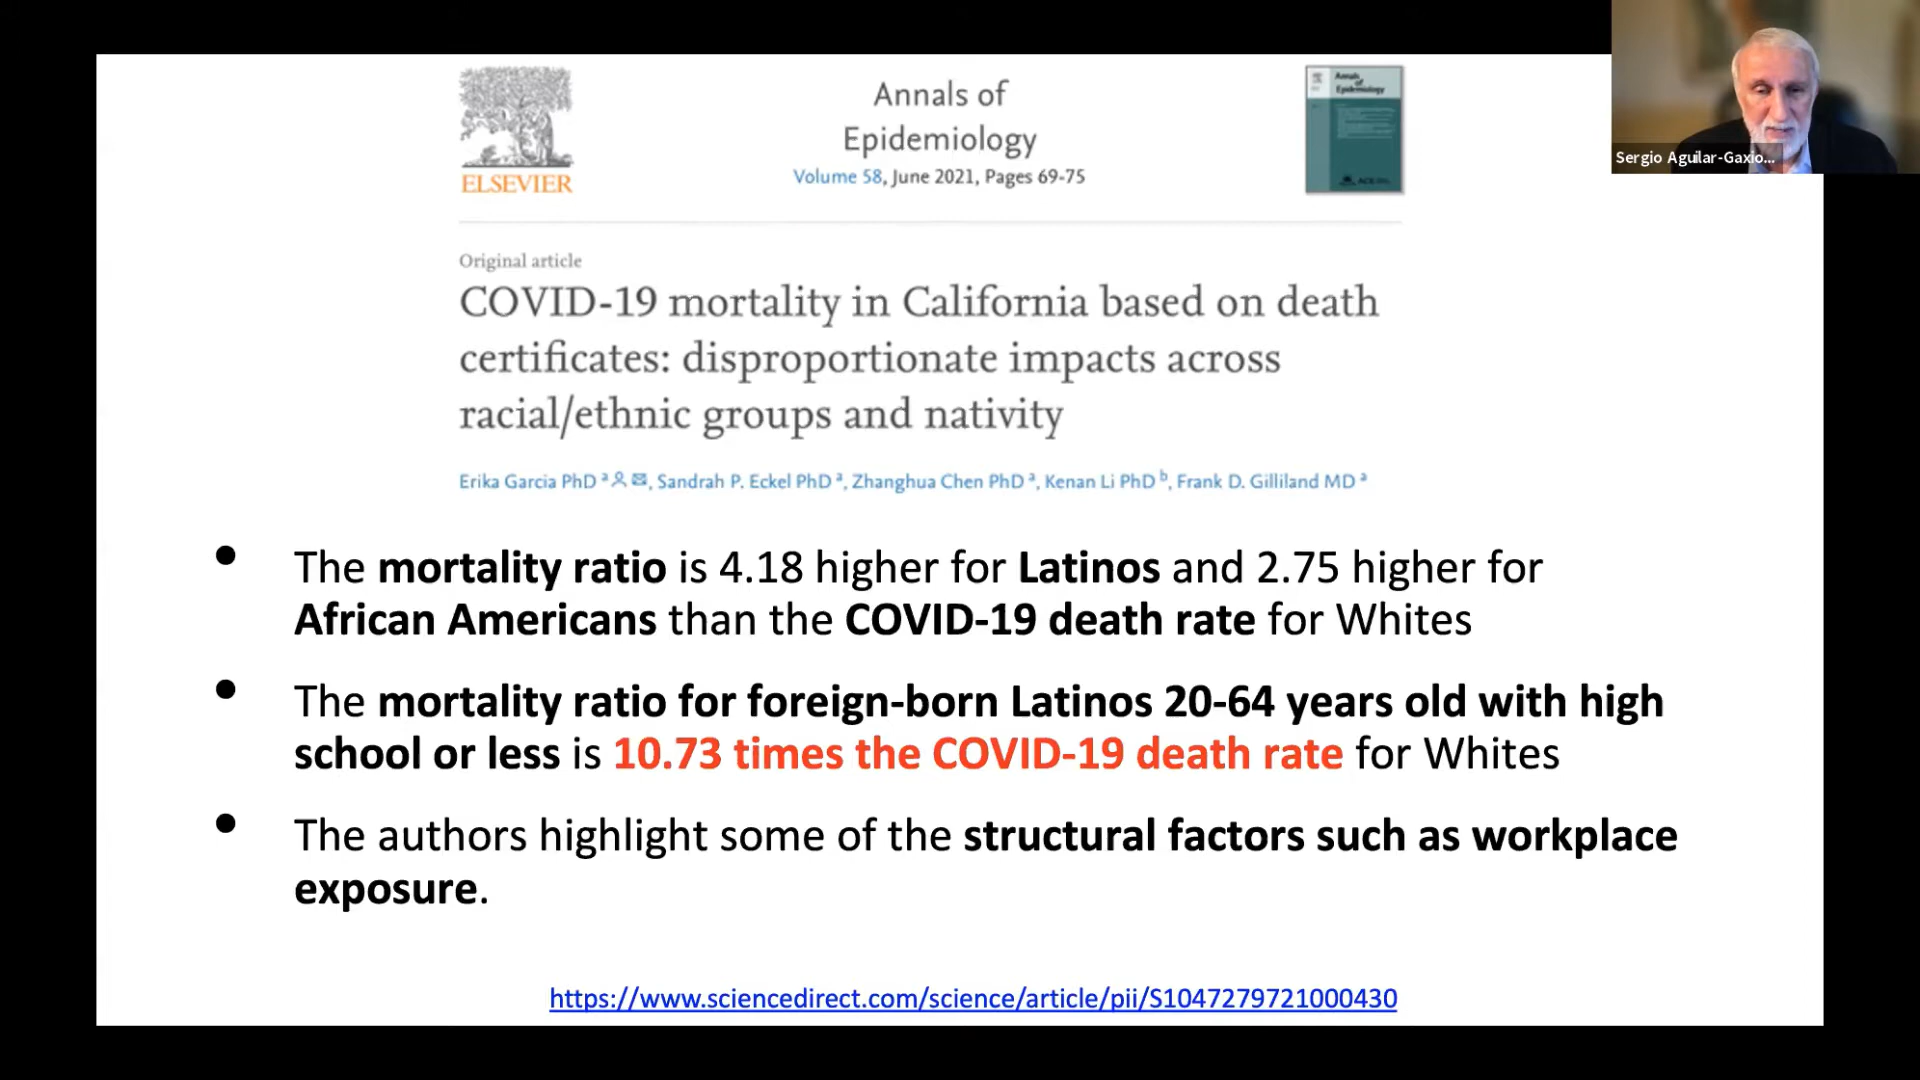 Annals of
Epidemiology
Volume 58, June 2021, Pages 69-75
ELSEVIER
Annals
of
Epidemiology
ACE
Sergio Aguilar-Gaxio...
Original article
COVID-19 mortality in California based on death
certificates: disproportionate impacts across
racial/ethnic groups and nativity
Erika Garcia PhD ª, Sandrah P. Eckel PhD ª, Zhanghua Chen PhD ª, Kenan Li PhD b, Frank D. Gilliland MD ª
• The mortality ratio is 4.18 higher for Latinos and 2.75 higher for
African Americans than the COVID-19 death rate for Whites
• The mortality ratio for foreign-born Latinos 20-64 years old with high
school or less is 10.73 times the COVID-19 death rate for Whites
• The authors highlight some of the structural factors such as workplace
exposure.
https://www.sciencedirect.com/science/article/pii/S1047279721000430